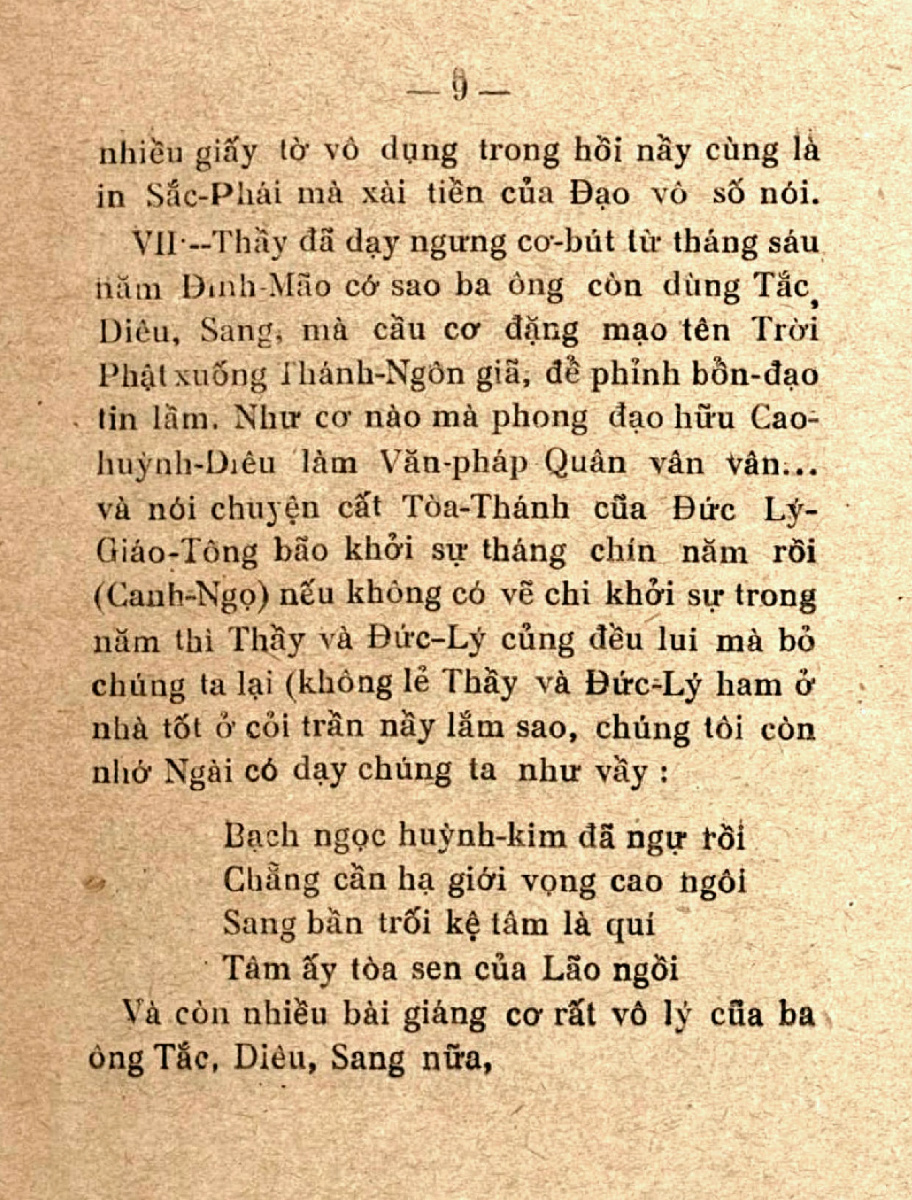 — 9 —
nhiều giấy tờ vô dụng trong hồi nầy cùng là
in Sắc-Phái mà xài tiền của Đạo vô số nói.
VII·--Thầy đã dạy ngưng cơ-bút từ tháng sáu
năm Đinh-Mão cớ sao ba ông còn dùng Tắc,
Diêu, Sang, mà cầu cơ đặng mạo tên Trời
Phật xuống Thánh-Ngôn giã, để phỉnh bổn-đạo
tin lầm. Như cơ nào mà phong đạo hữu Cao-
huỳnh-Diêu làm Văn-pháp Quân vân vân...
và nói chuyện cất Tòa-Thánh của Đức Lý-
Giáo-Tông bão khởi sự tháng chín năm rồi
(Canh-Ngọ) nếu không có vẽ chi khởi sự trong
năm thì Thầy và Đức-Lý củng đều lui mà bỏ
chúng ta lại (không lẻ Thầy và Đức-Lý ham ở
nhà tốt ở cỏi trần nầy lắm sao, chúng tôi còn
nhớ Ngài có dạy chúng ta như vầy :
Bạch ngọc huỳnh-kim đã ngự rồi
Chẳng cần hạ giới vọng cao ngôi
Sang bần trối kệ tâm là quí
Tâm ấy tòa sen của Lão ngồi
Và còn nhiều bài giáng cơ rất vô lý cũa ba
ông Tắc, Diêu, Sang nữa,